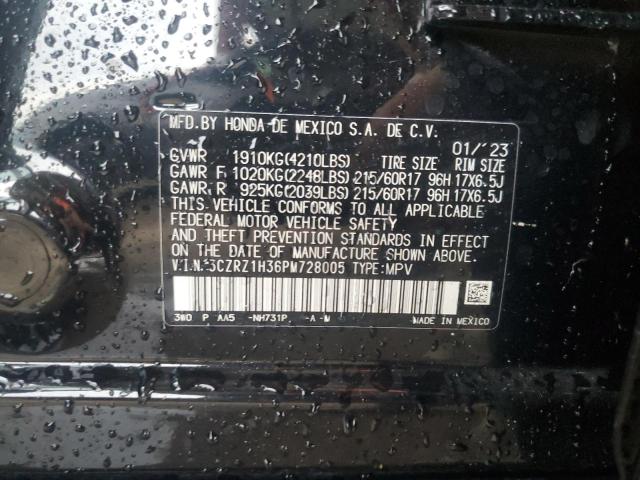 MFD.BY HONDA DE MEXICO S.A. DE C.V.
01/'23
GVWR 1910KG(4210LBS) TIRE SIZE RIM SIZE
GAWR F 1020KG(2248LBS) 215/60R17 96H 17X6.5J
GAWR R 925KG(2039LBS) 215/60R17 96H 17X6.5J
THIS VEHICLE CONFORMS TO ALL APPLICABLE
FEDERAL MOTOR VEHICLE SAFETY
AND THEFT PREVENTION STANDARDS IN EFFECT
ON THE DATE OF MANUFACTURE SHOWN ABOVE.
V.I.N.:3CZRZ1H36PM728005 TYPE:MPV
3W0 P AA5 -NH731P. -A-M MADE IN MEXICO